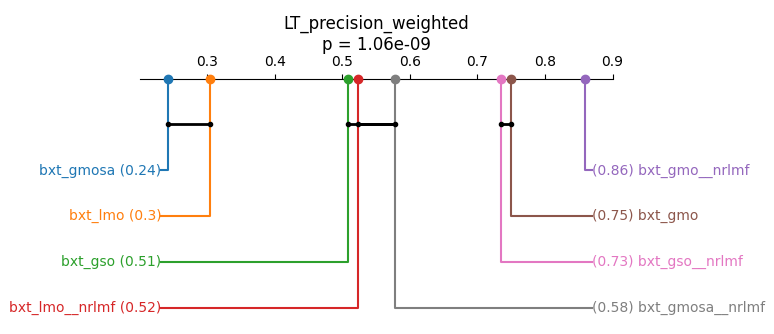 LT_precision_weighted
p = 1.06e-09
0.3 0.4 0.5 0.6 0.7 0.8 0.9
bxt_gmosa (0.24) (0.86) bxt_gmo__nrlmf
bxt_lmo (0.3) (0.75) bxt_gmo
bxt_gso (0.51) (0.73) bxt_gso__nrlmf
bxt_lmo__nrlmf (0.52) (0.58) bxt_gmosa__nrlmf